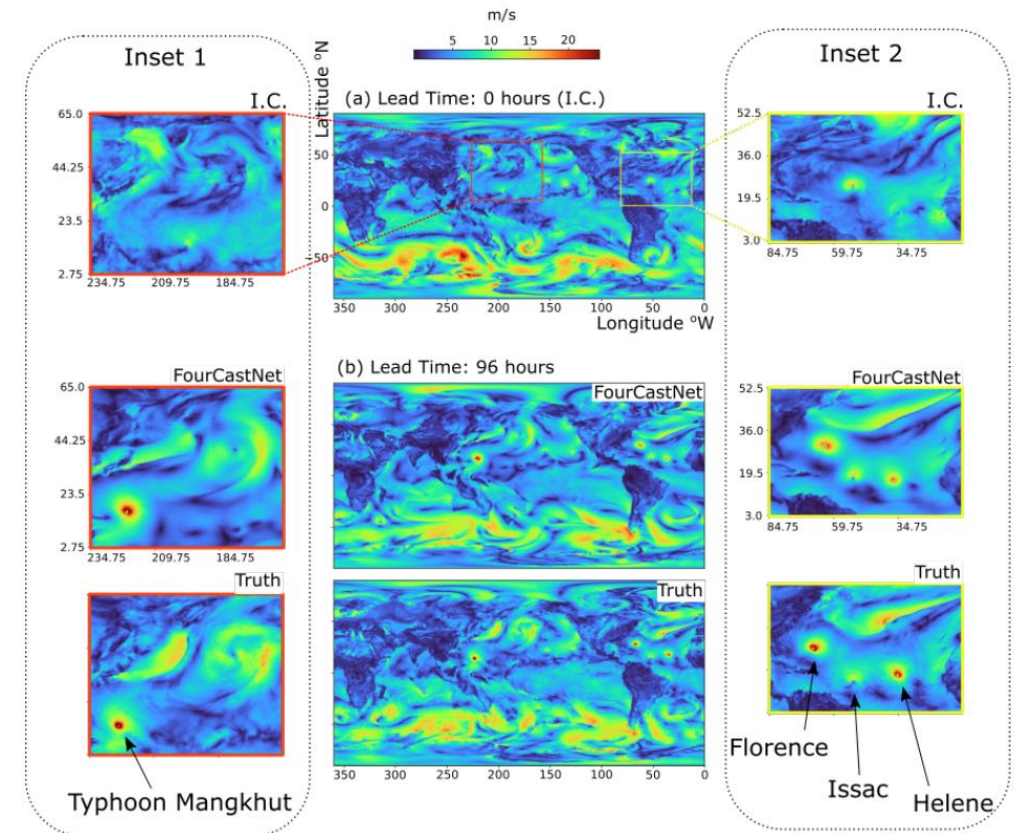 m/s
5 10 15 20
Inset 1
I.C.
65.0
44.25
23.5
2.75
234.75 209.75 184.75
FourCastNet
65.0
44.25
23.5
2.75
234.75 209.75 184.75
Truth
Typhoon Mangkhut
Latitude °N
(a) Lead Time: 0 hours (I.C.)
50
0
−50
350 300 250 200 150 100 50 0
Longitude °W
(b) Lead Time: 96 hours
FourCastNet
Truth
350 300 250 200 150 100 50 0
Inset 2
I.C.
52.5
36.0
19.5
3.0
84.75 59.75 34.75
FourCastNet
52.5
36.0
19.5
3.0
84.75 59.75 34.75
Truth
Florence
Issac
Helene